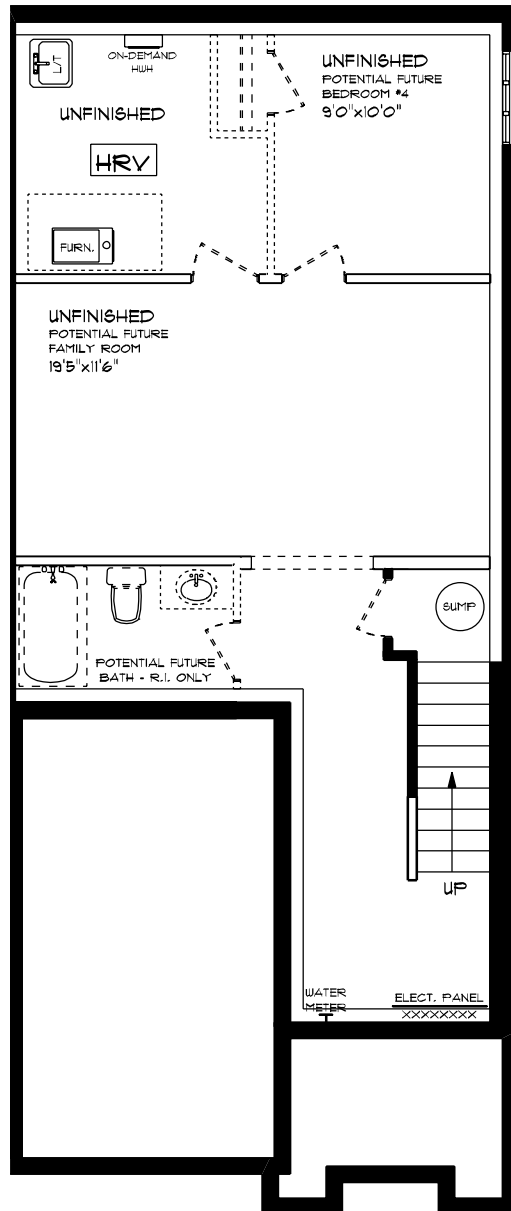 L/T
ON-DEMAND
HWH
UNFINISHED
POTENTIAL FUTURE
BEDROOM #4
9'0"x10'0"
UNFINISHED
HRV
FURN.
UNFINISHED
POTENTIAL FUTURE
FAMILY ROOM
19'5"x11'6"
SUMP
POTENTIAL FUTURE
BATH - R.I. ONLY
UP
WATER
METER
ELECT. PANEL
XXXXXXXX